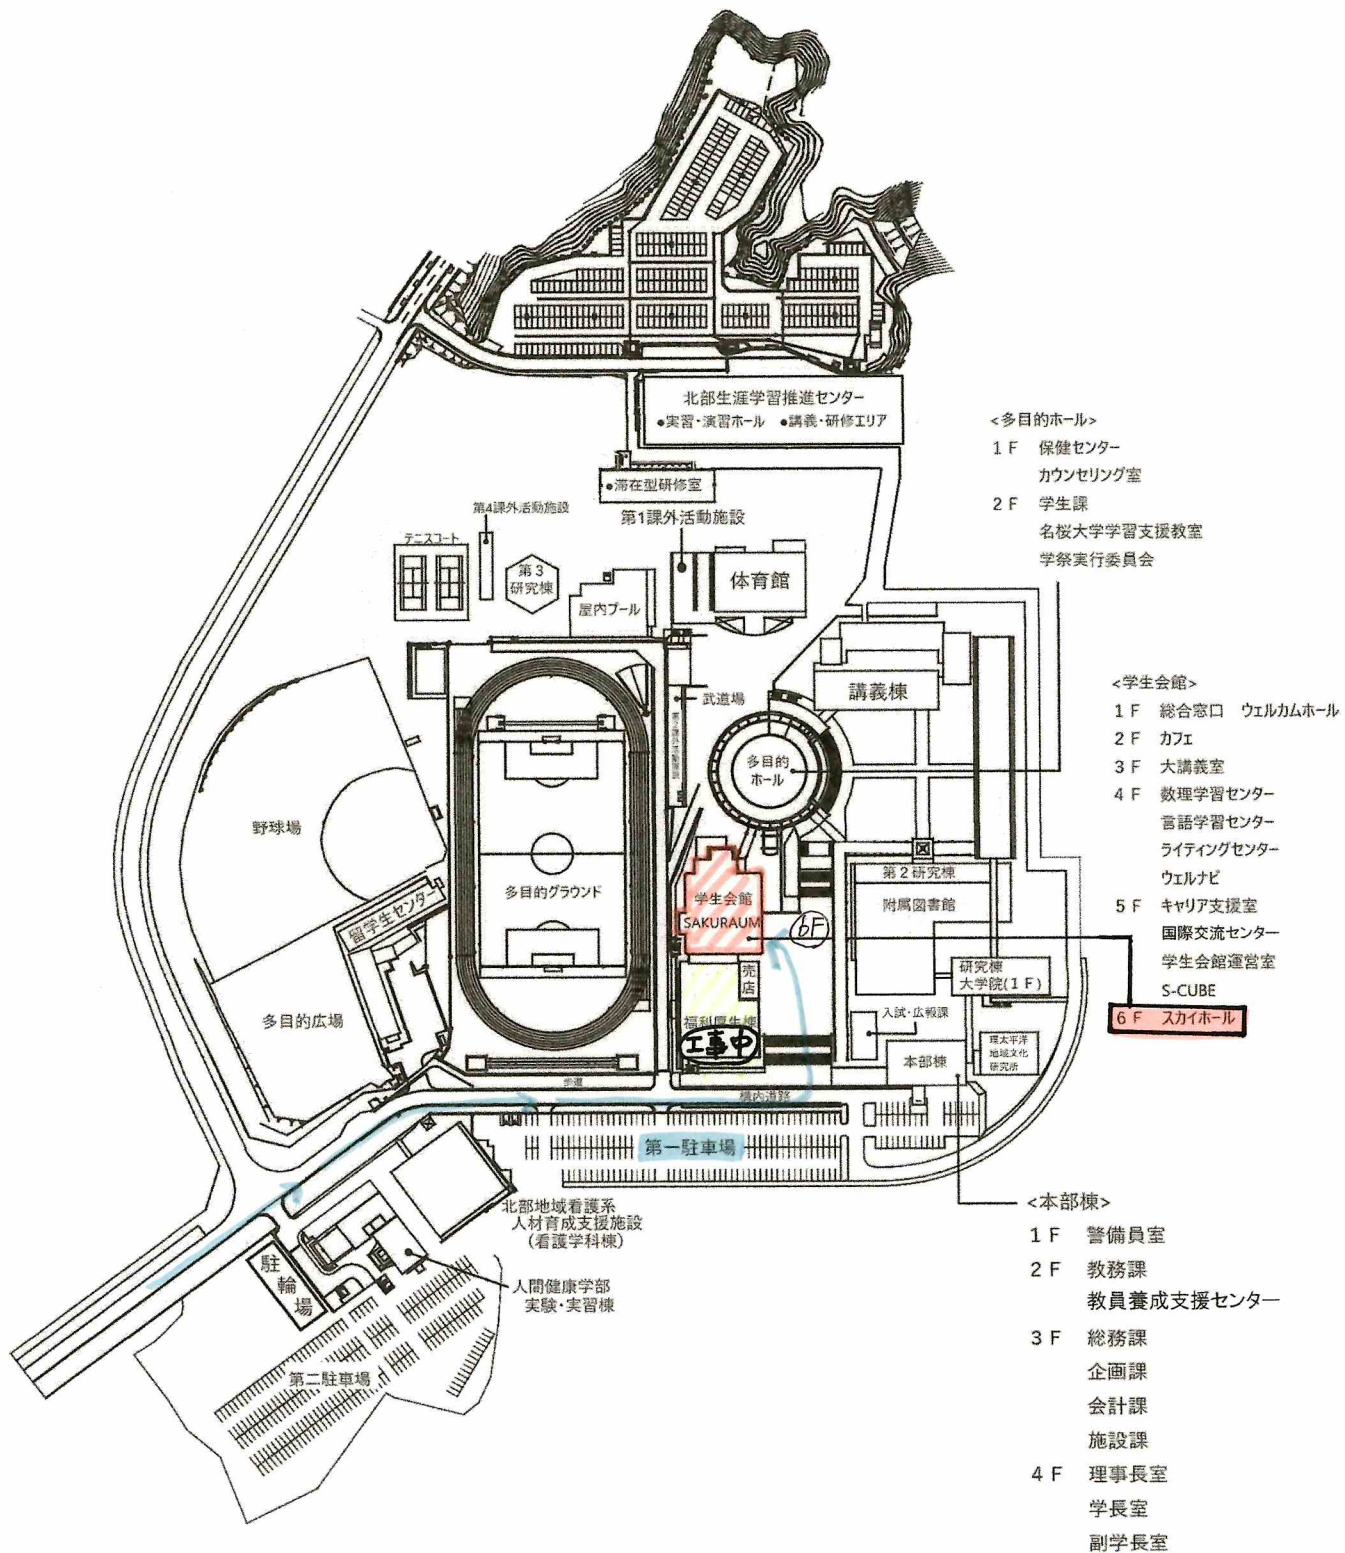 北部生涯学習推進センター
●実習・演習ホール ●講義・研修エリア
<多目的ホール>
1F 保健センター
カウンセリング室
2F 学生課
名桜大学学習支援教室
学祭実行委員会
●滞在型研修室
第4課外活動施設
第1課外活動施設
テニスコート
第3
研究棟
体育館
屋内プール
講義棟
武道場
<学生会館>
1F 総合窓口 ウェルカムホール
2F カフェ
3F 大講義室
4F 数理学習センター
言語学習センター
ライティングセンター
ウェルナビ
5F キャリア支援室
国際交流センター
学生会館運営室
S-CUBE
6F スカイホール
多目的
ホール
野球場
多目的グラウンド
第2研究棟
学生会館
SAKURAUM
6F
附属図書館
留学生センター
売店
研究棟
大学院(1F)
多目的広場
福利厚生棟
工事中
入試・広報課
本部棟
環太平洋
地域文化
研究所
歩道
構内道路
第一駐車場
北部地域看護系
人材育成支援施設
(看護学科棟)
駐輪場
人間健康学部
実験・実習棟
第二駐車場
<本部棟>
1F 警備員室
2F 教務課
教員養成支援センター
3F 総務課
企画課
会計課
施設課
4F 理事長室
学長室
副学長室